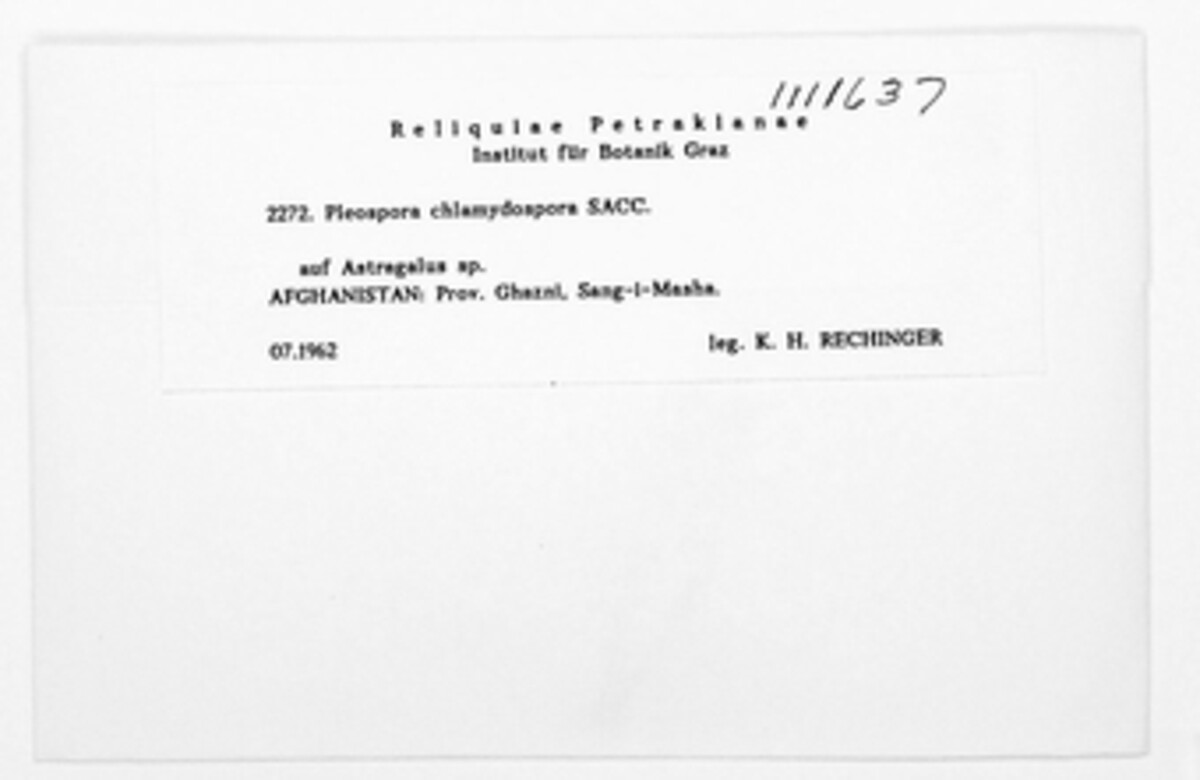 1111637
Reliquiae Petrakianae
Institut für Botanik Graz
2272. Pleospora chlamydospora SACC.
auf Astragalus sp.
AFGHANISTAN: Prov. Ghazni, Sang-i-Masha.
07.1962 leg. K. H. RECHINGER